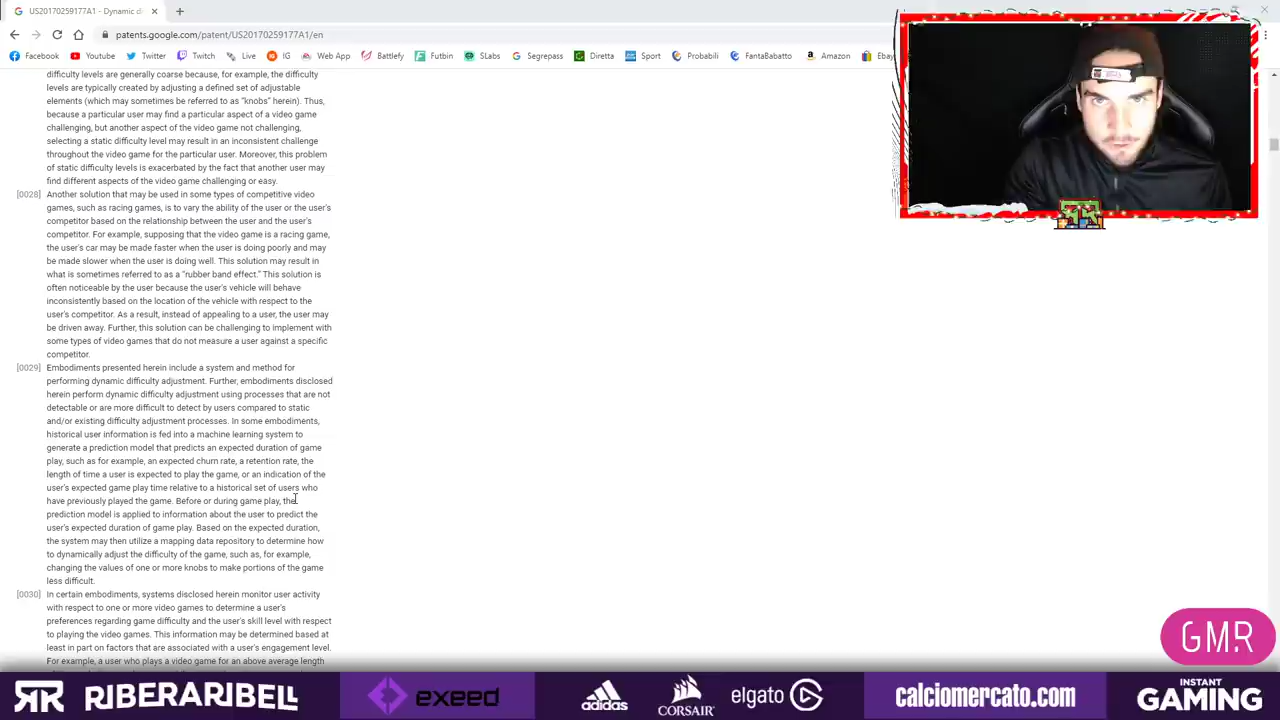 US20170259177A1 - Dynamic di
patents.google.com/patent/US20170259177A1/en
Facebook Youtube Twitter Twitch Live IG Web App Battlefy Futbin SLabs Segrepass Diretta Sport Probabili FantaBabatto Amazon Ebay
difficulty levels are generally coarse because, for example, the difficulty
levels are typically created by adjusting a defined set of adjustable
elements (which may sometimes be referred to as “knobs” herein). Thus,
because a particular user may find a particular aspect of a video game
challenging, but another aspect of the video game not challenging,
selecting a static difficulty level may result in an inconsistent challenge
throughout the video game for the particular user. Moreover, this problem
of static difficulty levels is exacerbated by the fact that another user may
find different aspects of the video game challenging or easy.
[0028] Another solution that may be used in some types of competitive video
games, such as racing games, is to vary the ability of the user or the user's
competitor based on the relationship between the user and the user's
competitor. For example, supposing that the video game is a racing game,
the user's car may be made faster when the user is doing poorly and may
be made slower when the user is doing well. This solution may result in
what is sometimes referred to as a “rubber band effect.” This solution is
often noticeable by the user because the user's vehicle will behave
inconsistently based on the location of the vehicle with respect to the
user's competitor. As a result, instead of appealing to a user, the user may
be driven away. Further, this solution can be challenging to implement with
some types of video games that do not measure a user against a specific
competitor.
[0029] Embodiments presented herein include a system and method for
performing dynamic difficulty adjustment. Further, embodiments disclosed
herein perform dynamic difficulty adjustment using processes that are not
detectable or are more difficult to detect by users compared to static
and/or existing difficulty adjustment processes. In some embodiments,
historical user information is fed into a machine learning system to
generate a prediction model that predicts an expected duration of game
play, such as for example, an expected churn rate, a retention rate, the
length of time a user is expected to play the game, or an indication of the
user's expected game play time relative to a historical set of users who
have previously played the game. Before or during game play, the
prediction model is applied to information about the user to predict the
user's expected duration of game play. Based on the expected duration,
the system may then utilize a mapping data repository to determine how
to dynamically adjust the difficulty of the game, such as, for example,
changing the values of one or more knobs to make portions of the game
less difficult.
[0030] In certain embodiments, systems disclosed herein monitor user activity
with respect to one or more video games to determine a user's
preferences regarding game difficulty and the user's skill level with respect
to playing the video games. This information may be determined based at
least in part on factors that are associated with a user's engagement level.
For example, a user who plays a video game for an above average length
GMR
RR RIBERARIBELL exeed adidas CORSAIR elgato calciomercato.com INSTANT GAMING